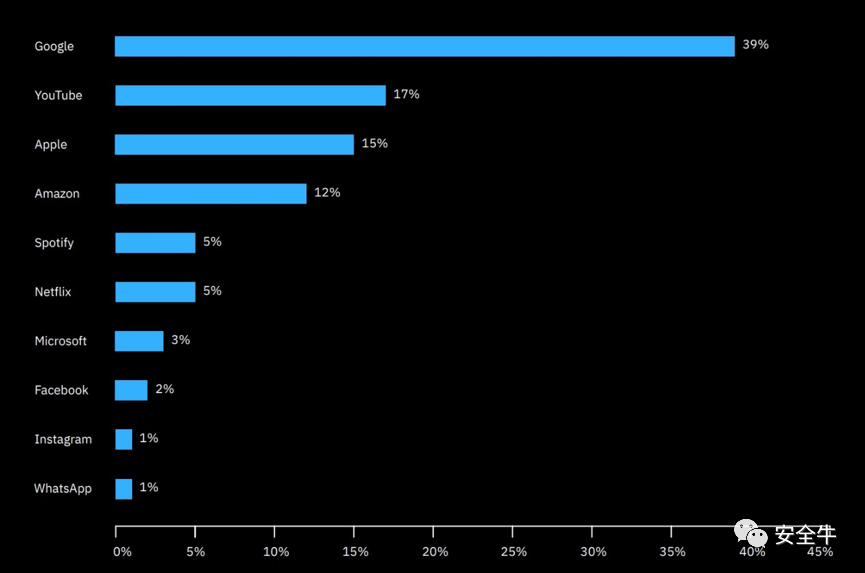 Google 39%
YouTube 17%
Apple 15%
Amazon 12%
Spotify 5%
Netflix 5%
Microsoft 3%
Facebook 2%
Instagram 1%
WhatsApp 1%
0% 5% 10% 15% 20% 25% 30% 35% 40% 45%
安全牛